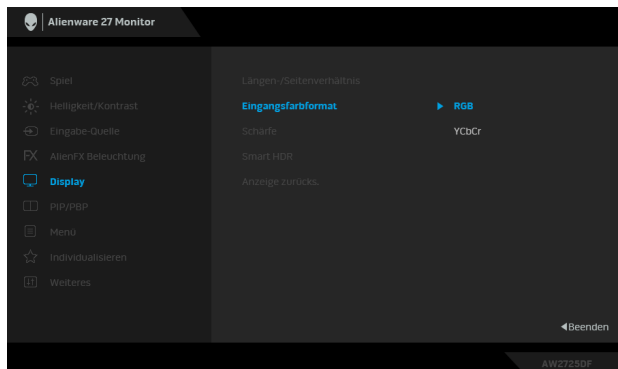 Alienware 27 Monitor
Spiel
Helligkeit/Kontrast
Eingabe-Quelle
FX AlienFX Beleuchtung
Display
PIP/PBP
Menü
Individualisieren
Weiteres
Längen-/Seitenverhältnis
Eingangsfarbformat RGB
Schärfe YCbCr
Smart HDR
Anzeige zurücks.
Beenden
AW2725DF